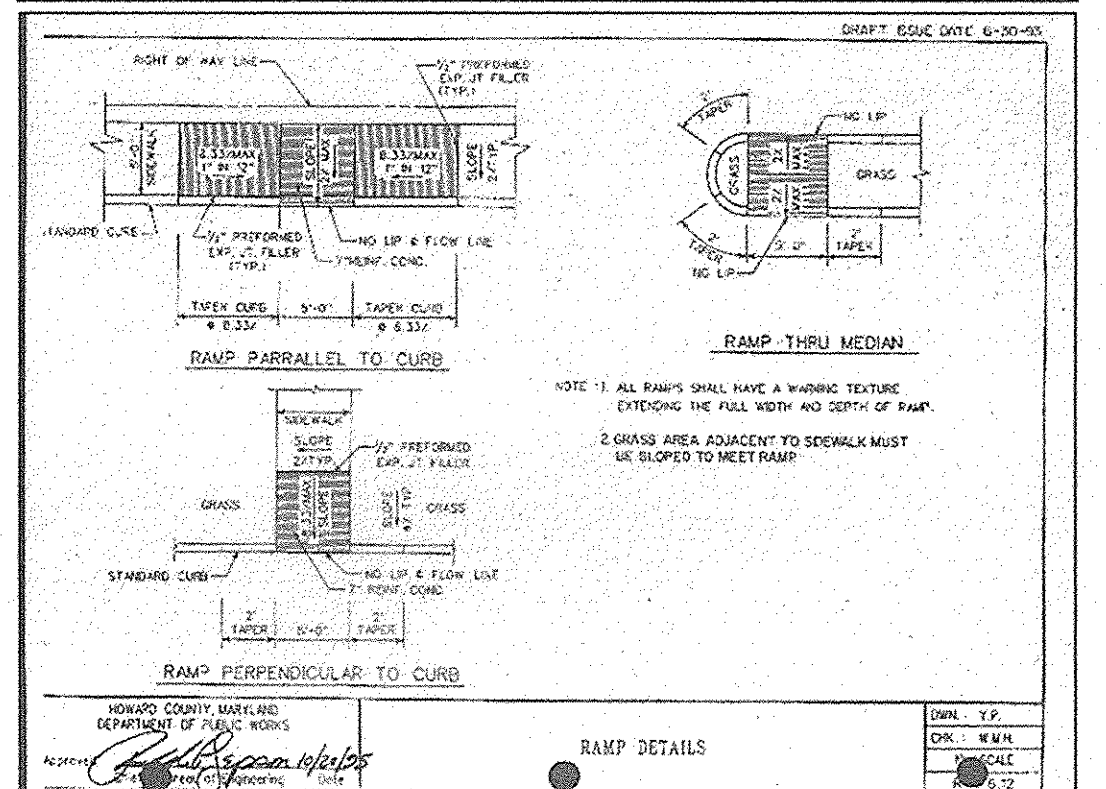 DRAFT ISSUE DATE 6-30-93
RIGHT OF WAY LINE
1/2" PREFORMED
EXP. JT FILLER
(TYP.)
5'-0"
SIDEWALK
8.33%MAX
1" IN 12"
SLOPE
MAX
8.33%MAX
1" IN 12"
SLOPE
2%TYP.
STANDARD CURB
1/2" PREFORMED
EXP. JT. FILLER
(TYP.)
NO LIP @ FLOW LINE
7" REINF. CONC.
TAPER CURB
@ 8.33%
5'-0"
TAPER CURB
@ 8.33%
RAMP PARRALLEL TO CURB
2'
TAPER
NO LIP
GRASS
2%
MAX
2%
MAX
GRASS
2'
TAPER
5'-0"
2'
TAPER
NO LIP
RAMP THRU MEDIAN
NOTE: 1. ALL RAMPS SHALL HAVE A WARNING TEXTURE
EXTENDING THE FULL WIDTH AND DEPTH OF RAMP.
2. GRASS AREA ADJACENT TO SIDEWALK MUST
BE SLOPED TO MEET RAMP
SIDEWALK
SLOPE
2%TYP.
1/2" PREFORMED
EXP. JT FILLER
GRASS
8.33%MAX
SLOPE
SLOPE
TYP
GRASS
STANDARD CURB
NO LIP @ FLOW LINE
7" REINF. CONC.
2'
TAPER
5'-0"
2'
TAPER
RAMP PERPENDICULAR TO CURB
HOWARD COUNTY, MARYLAND
DEPARTMENT OF PUBLIC WORKS
10/20/95
of Engineering Date
RAMP DETAILS
DWN. : Y.P.
CHK. : W.M.H.
SCALE